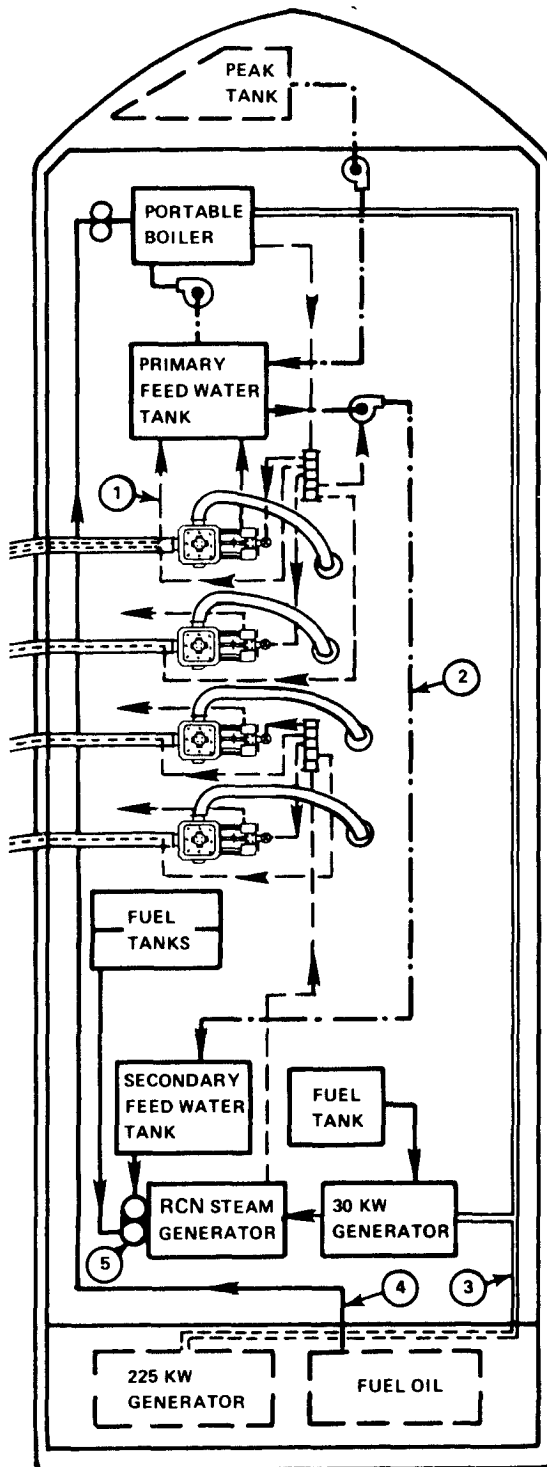 PEAK
TANK
PORTABLE
BOILER
PRIMARY
FEED WATER
TANK
1
2
FUEL
TANKS
SECONDARY
FEED WATER
TANK
FUEL
TANK
RCN STEAM
GENERATOR
30 KW
GENERATOR
5
4
3
225 KW
GENERATOR
FUEL OIL